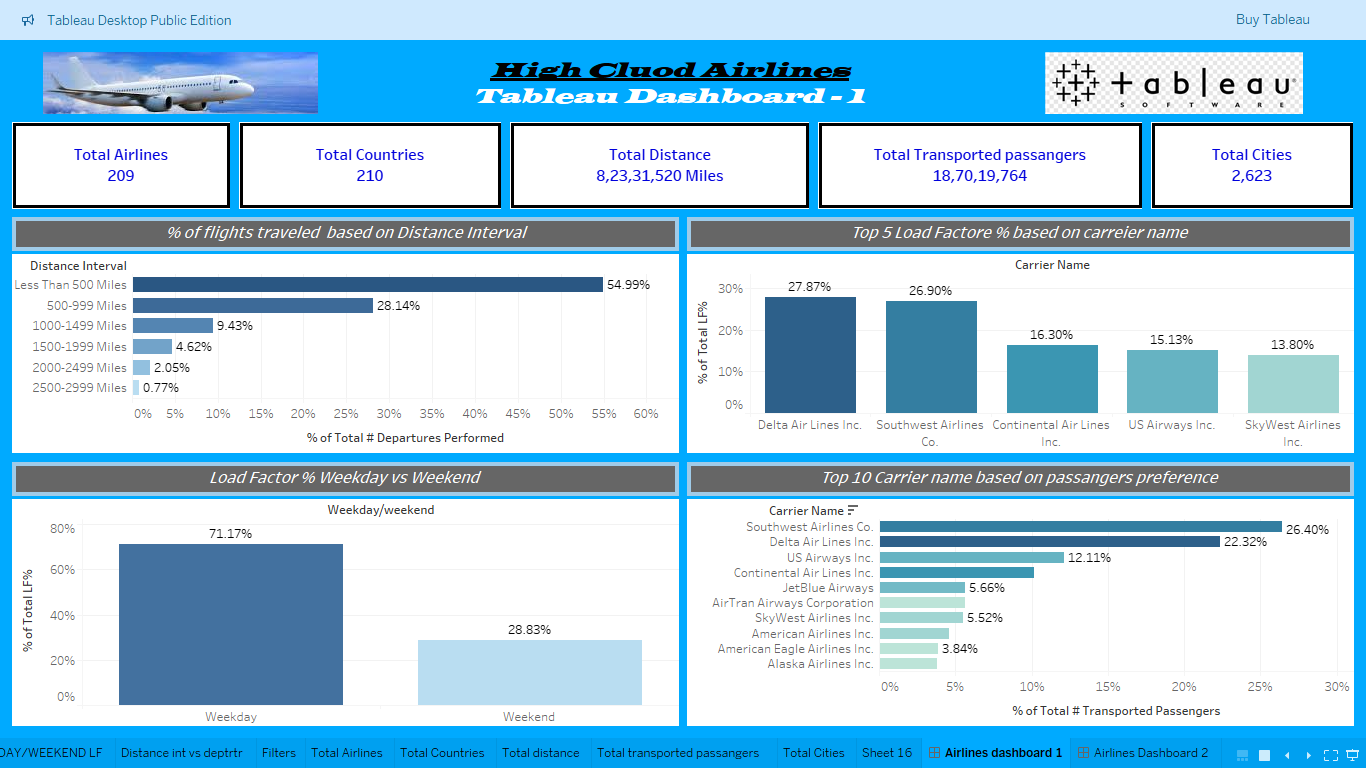 Tableau Desktop Public Edition
Buy Tableau
High Cluod Airlines
Tableau Dashboard - 1
+ableau
SOFTWARE
Total Airlines
209
Total Countries
210
Total Distance
8,23,31,520 Miles
Total Transported passangers
18,70,19,764
Total Cities
2,623
% of flights traveled based on Distance Interval
Distance Interval
Less Than 500 Miles 54.99%
500-999 Miles 28.14%
1000-1499 Miles 9.43%
1500-1999 Miles 4.62%
2000-2499 Miles 2.05%
2500-2999 Miles 0.77%
0% 5% 10% 15% 20% 25% 30% 35% 40% 45% 50% 55% 60%
% of Total # Departures Performed
Top 5 Load Factore % based on carreier name
Carrier Name
% of Total LF%
30%
20%
10%
0%
27.87%
26.90%
16.30%
15.13%
13.80%
Delta Air Lines Inc.
Southwest Airlines
Co.
Continental Air Lines
Inc.
US Airways Inc.
SkyWest Airlines
Inc.
Load Factor % Weekday vs Weekend
Weekday/weekend
% of Total LF%
80%
60%
40%
20%
0%
71.17%
28.83%
Weekday
Weekend
Top 10 Carrier name based on passangers preference
Carrier Name
Southwest Airlines Co. 26.40%
Delta Air Lines Inc. 22.32%
US Airways Inc. 12.11%
Continental Air Lines Inc.
JetBlue Airways 5.66%
AirTran Airways Corporation
SkyWest Airlines Inc. 5.52%
American Airlines Inc.
American Eagle Airlines Inc. 3.84%
Alaska Airlines Inc.
0% 5% 10% 15% 20% 25% 30%
% of Total # Transported Passengers
DAY/WEEKEND LF
Distance int vs deptrtr
Filters
Total Airlines
Total Countries
Total distance
Total transported passengers
Total Cities
Sheet 16
Airlines dashboard 1
Airlines Dashboard 2